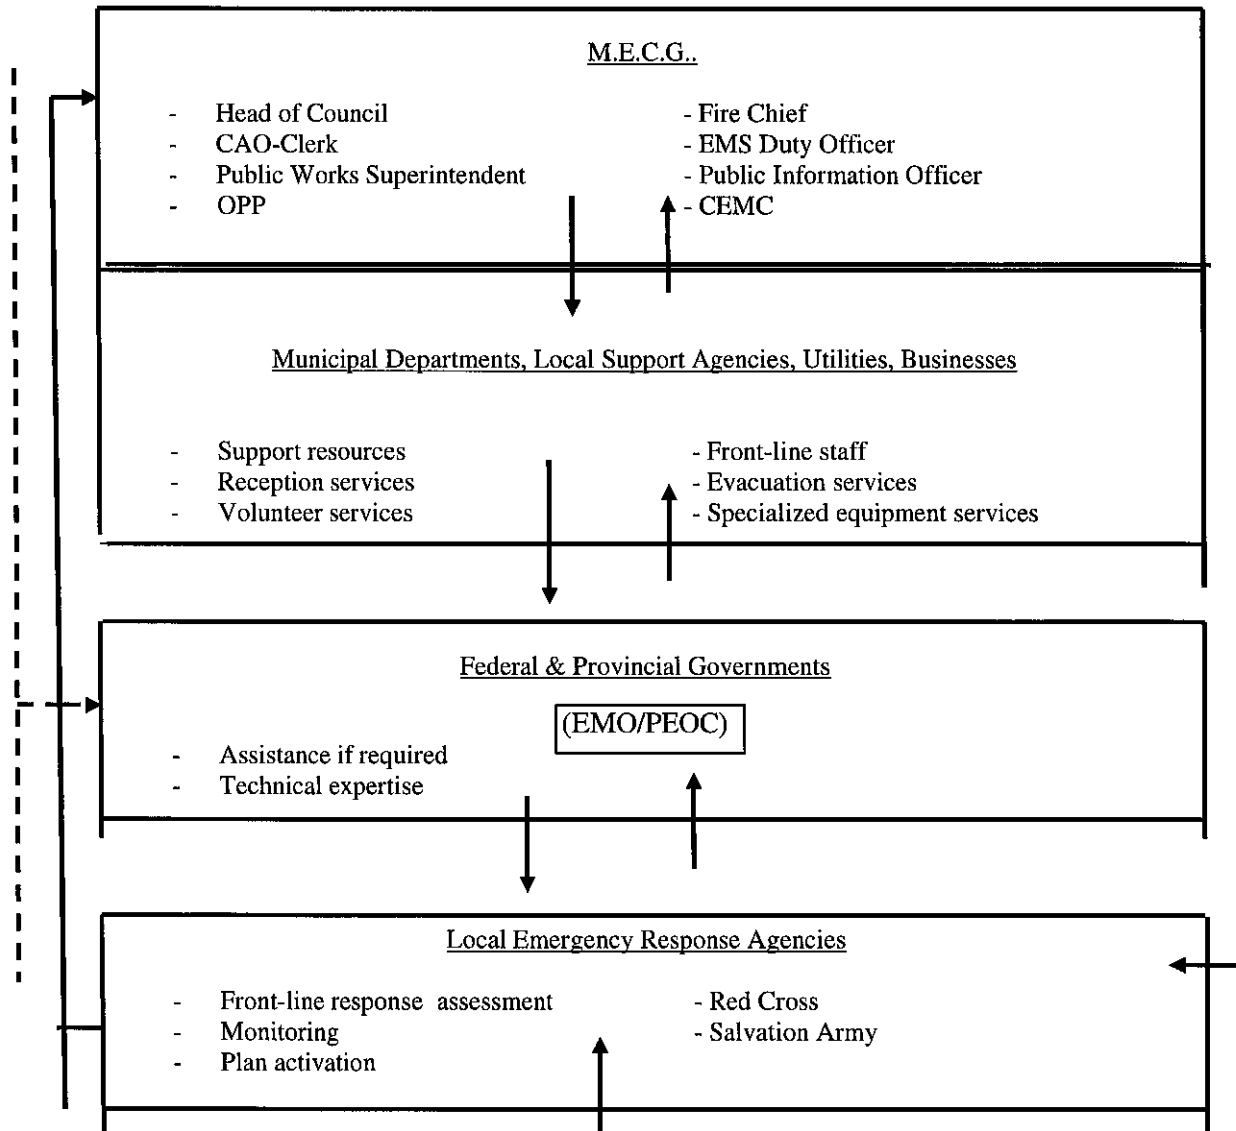 M.E.C.G..
- Head of Council - Fire Chief
- CAO-Clerk - EMS Duty Officer
- Public Works Superintendent - Public Information Officer
- OPP - CEMC
Municipal Departments, Local Support Agencies, Utilities, Businesses
- Support resources - Front-line staff
- Reception services - Evacuation services
- Volunteer services - Specialized equipment services
Federal & Provincial Governments
(EMO/PEOC)
- Assistance if required
- Technical expertise
Local Emergency Response Agencies
- Front-line response assessment - Red Cross
- Monitoring - Salvation Army
- Plan activation